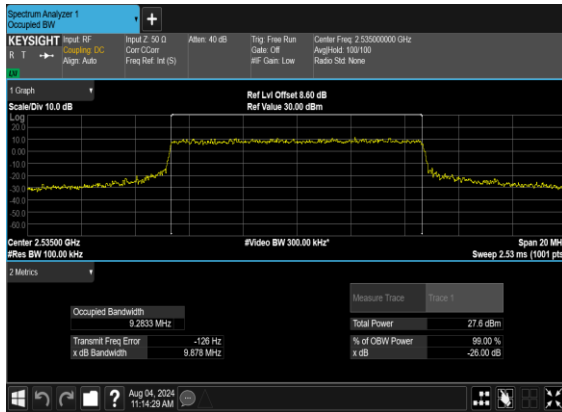 Spectrum Analyzer 1
Occupied BW
KEYSIGHT
R T
Input: RF
Coupling: DC
Align: Auto
Input Z: 50 Ω
Corr CCorr
Freq Ref: Int (S)
Atten: 40 dB
Trig: Free Run
Gate: Off
#IF Gain: Low
Center Freq: 2.535000000 GHz
Avg|Hold: 100/100
Radio Std: None
1 Graph
Scale/Div 10.0 dB
Ref Lvl Offset 8.60 dB
Ref Value 30.00 dBm
Log
20.0
10.0
0.00
-10.0
-20.0
-30.0
-40.0
-50.0
-60.0
Center 2.53500 GHz
#Res BW 100.00 kHz
#Video BW 300.00 kHz*
Span 20 MH
Sweep 2.53 ms (1001 pts
2 Metrics
Measure Trace Trace 1
Occupied Bandwidth
9.2833 MHz
Total Power 27.6 dBm
Transmit Freq Error -126 Hz
% of OBW Power 99.00 %
x dB Bandwidth 9.878 MHz
x dB -26.00 dB
Aug 04, 2024
11:14:29 AM